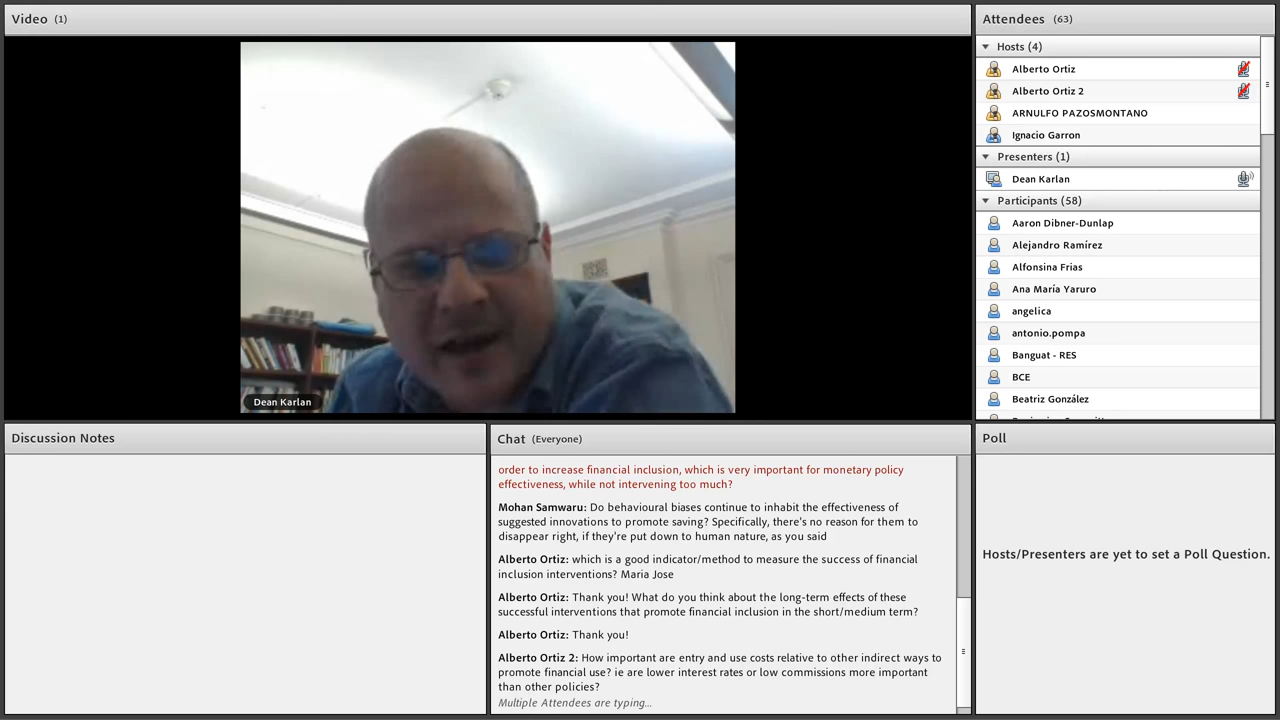 Video (1)
Dean Karlan
Attendees (63)
Hosts (4)
Alberto Ortiz
Alberto Ortiz 2
ARNULFO PAZOSMONTANO
Ignacio Garron
Presenters (1)
Dean Karlan
Participants (58)
Aaron Dibner-Dunlap
Alejandro Ramírez
Alfonsina Frias
Ana María Yaruro
angelica
antonio.pompa
Banguat - RES
BCE
Beatriz González
Discussion Notes
Chat (Everyone)
order to increase financial inclusion, which is very important for monetary policy
effectiveness, while not intervening too much?
Mohan Samwaru: Do behavioural biases continue to inhabit the effectiveness of
suggested innovations to promote saving? Specifically, there's no reason for them to
disappear right, if they're put down to human nature, as you said
Alberto Ortiz: which is a good indicator/method to measure the success of financial
inclusion interventions? Maria Jose
Alberto Ortiz: Thank you! What do you think about the long-term effects of these
successful interventions that promote financial inclusion in the short/medium term?
Alberto Ortiz: Thank you!
Alberto Ortiz 2: How important are entry and use costs relative to other indirect ways to
promote financial use? ie are lower interest rates or low commissions more important
than other policies?
Multiple Attendees are typing...
Poll
Hosts/Presenters are yet to set a Poll Question.